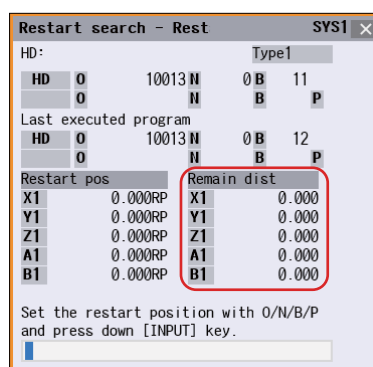 Restart search - Rest SYS1 ×
HD: Type1
HD O 10013 N 0 B 11
O N B P
Last executed program
HD O 10013 N 0 B 12
O N B P
Restart pos Remain dist
X1 0.000RP X1 0.000
Y1 0.000RP Y1 0.000
Z1 0.000RP Z1 0.000
A1 0.000RP A1 0.000
B1 0.000RP B1 0.000
Set the restart position with O/N/B/P
and press down [INPUT] key.